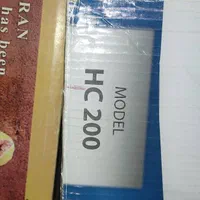 RAN
has been
MODEL
HC 200